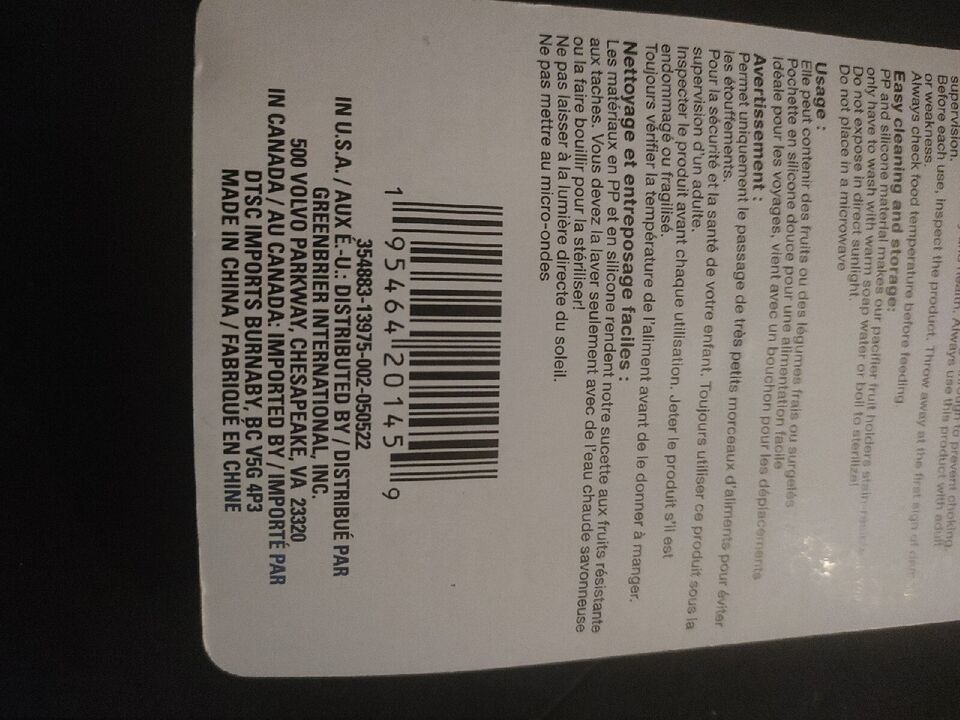 supervision.
Before each use, inspect the product. Throw away at the first sign of
or weakness.
Always check food temperature before feeding
Easy cleaning and storage:
PP and silicone material makes our pacifier fruit holders stain
only have to wash with warm soap water or boil to sterilize!
Do not expose in direct sunlight.
Do not place in a microwave
Usage :
Elle peut contenir des fruits ou des légumes frais ou surgelés
Pochette en silicone douce pour une alimentation facile
Idéale pour les voyages, vient avec un bouchon pour les déplacements
Avertissement :
Permet uniquement le passage de très petits morceaux d'aliments pour éviter
les étouffements.
Pour la sécurité et la santé de votre enfant. Toujours utiliser ce produit sous la
supervision d'un adulte.
Inspecter le produit avant chaque utilisation. Jeter le produit s'il est
endommagé ou fragilisé.
Toujours vérifier la température de l'aliment avant de le donner à manger.
Nettoyage et entreposage faciles :
Les matériaux en PP et en silicone rendent notre sucette aux fruits résistante
aux taches. Vous devez la laver seulement avec de l'eau chaude savonneuse
ou la faire bouillir pour la stériliser!
Ne pas laisser à la lumière directe du soleil.
Ne pas mettre au micro-ondes
1 95464 20145 9
354883-13975-002-050522
IN U.S.A. / AUX É.-U.: DISTRIBUTED BY / DISTRIBUÉ PAR
GREENBRIER INTERNATIONAL, INC.
500 VOLVO PARKWAY, CHESAPEAKE, VA 23320
IN CANADA / AU CANADA: IMPORTED BY / IMPORTÉ PAR
DTSC IMPORTS BURNABY, BC V5G 4P3
MADE IN CHINA / FABRIQUÉ EN CHINE